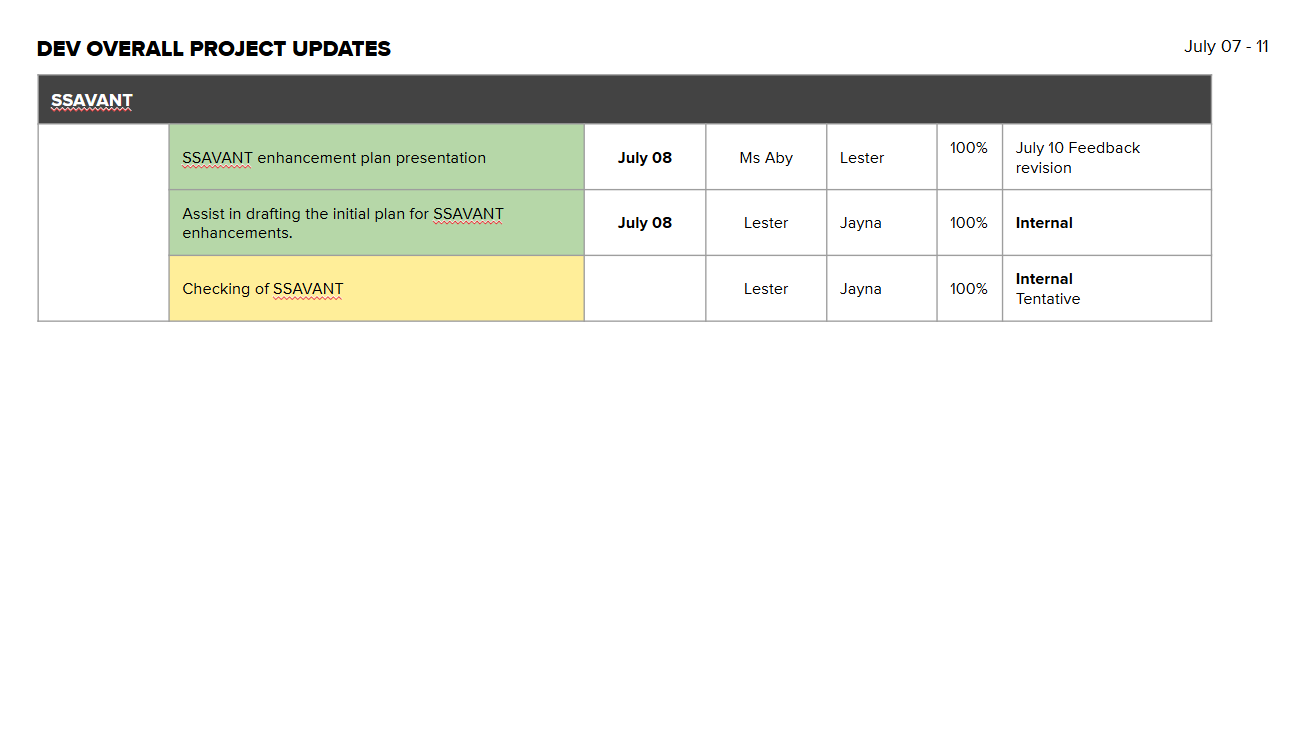 DEV OVERALL PROJECT UPDATES
July 07 - 11
SSAVANT
SSAVANT enhancement plan presentation
July 08
Ms Aby
Lester
100%
July 10 Feedback
revision
Assist in drafting the initial plan for SSAVANT
enhancements.
July 08
Lester
Jayna
100%
Internal
Checking of SSAVANT
Lester
Jayna
100%
Internal
Tentative